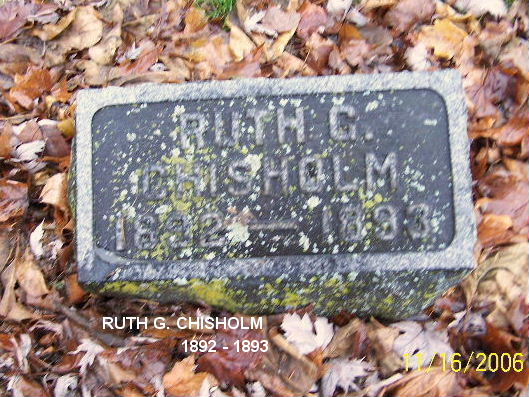 RUTH G.
CHISHOLM
1892 — 1893
RUTH G. CHISHOLM
1892 - 1893
11/16/2006